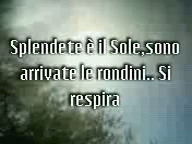 Splendete è il Sole,sono
arrivate le rondini.. Si
respira